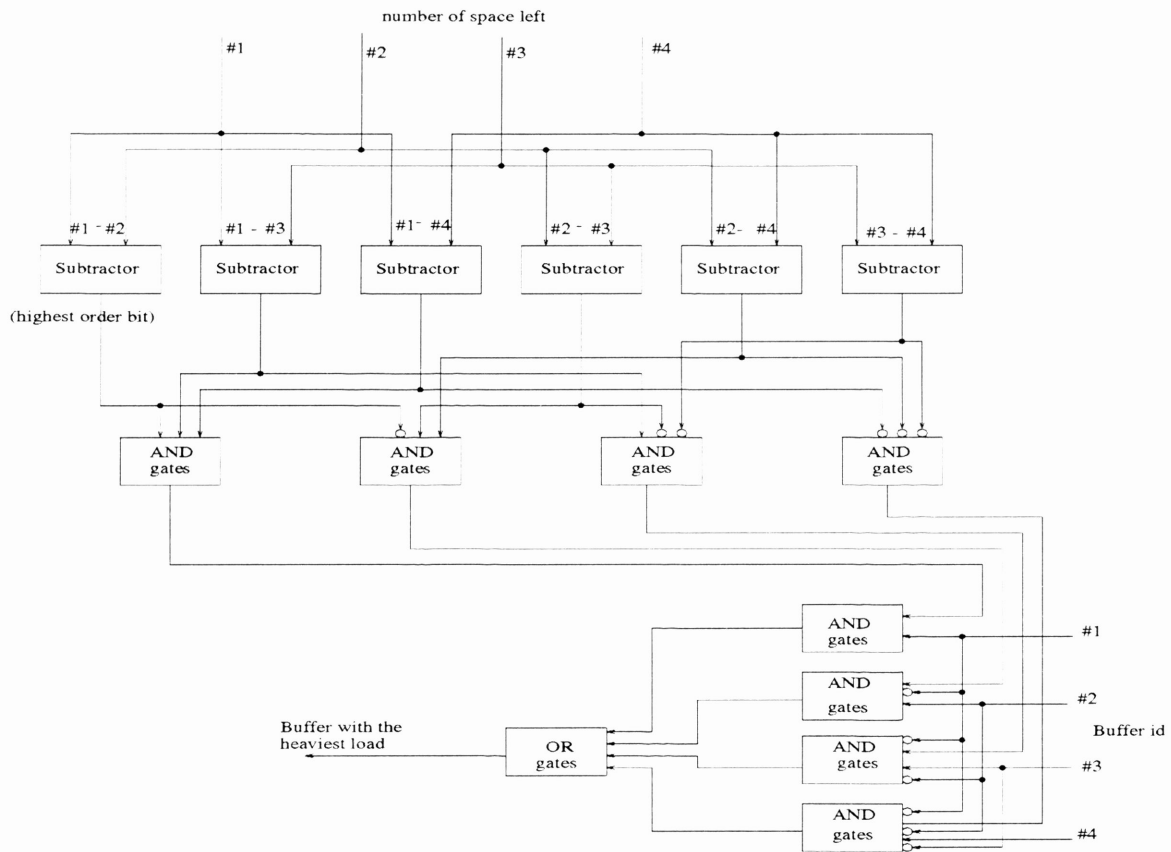 number of space left
#1 #2 #3 #4
#1 - #2 #1 - #3 #1- #4 #2 - #3 #2- #4 #3 - #4
Subtractor Subtractor Subtractor Subtractor Subtractor Subtractor
(highest order bit)
AND gates
AND gates
AND gates
AND gates
AND gates
#1
AND gates
#2
Buffer with the
heaviest load
OR gates
Buffer id
AND gates
#3
AND gates
#4